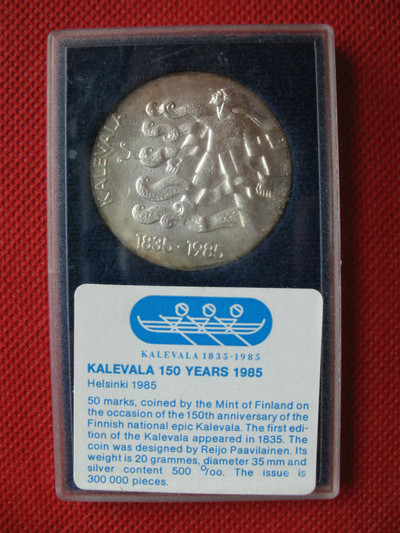 KALEVALA
1835 · 1985
KALEVALA 1835-1985
KALEVALA 150 YEARS 1985
Helsinki 1985
50 marks, coined by the Mint of Finland on
the occasion of the 150th anniversary of the
Finnish national epic Kalevala. The first edi-
tion of the Kalevala appeared in 1835. The
coin was designed by Reijo Paavilainen. Its
weight is 20 grammes, diameter 35 mm and
silver content 500 ⁰/oo. The issue is
300 000 pieces.